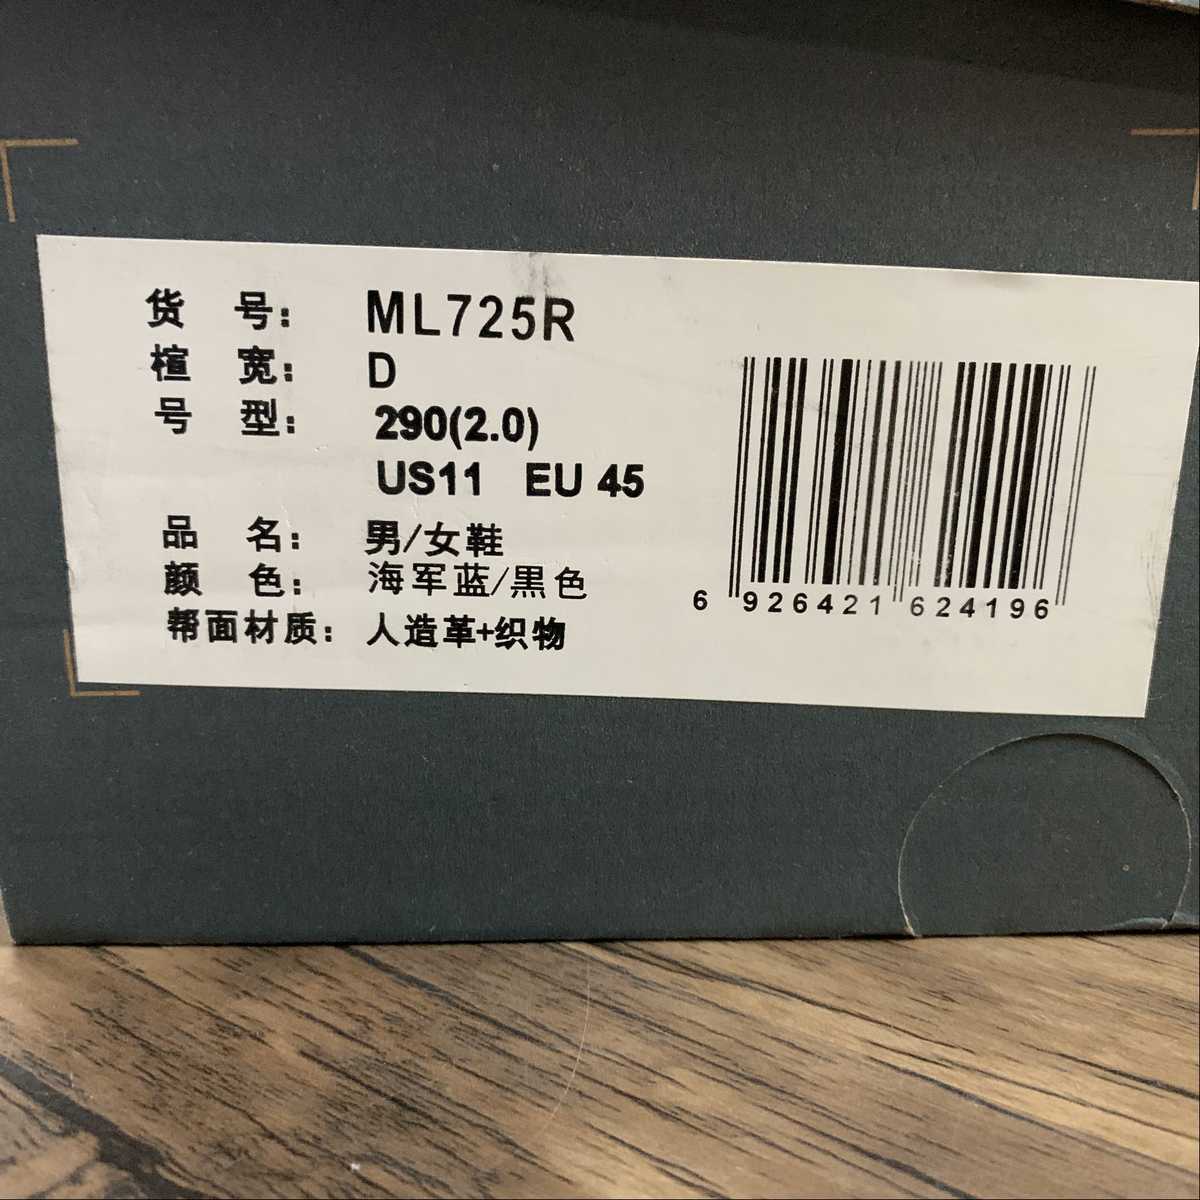 货 号: ML725R
楦 宽: D
号 型: 290(2.0)
US11 EU 45
品 名: 男/女鞋
颜 色: 海军蓝/黒色
帮面材质: 人造革+织物
6 926421 624196